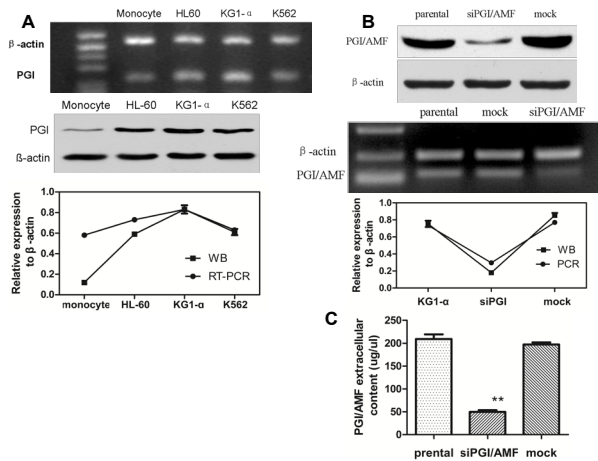 A
Monocyte HL60 KG1-α K562
β-actin
PGI
Monocyte HL-60 KG1-α K562
PGI
ß-actin
Relative expression
to β-actin
1.0
0.8
0.6
0.4
0.2
0.0
WB
RT-PCR
monocyte HL-60 KG1-α K562
B
parental siPGI/AMF mock
PGI/AMF
β-actin
parental mock siPGI/AMF
β-actin
PGI/AMF
Relative expression
to β-actin
1.0
0.8
0.6
0.4
0.2
0.0
WB
PCR
KG1-α siPGI mock
C
PGI/AMF extracellular
content (ug/ul)
250
200
150
100
50
0
**
prental siPGI/AMF mock